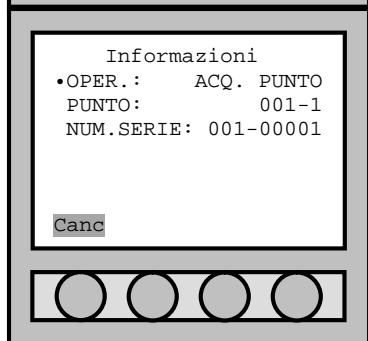 Informazioni
•OPER.: ACQ. PUNTO
PUNTO: 001-1
NUM.SERIE: 001-00001
Canc